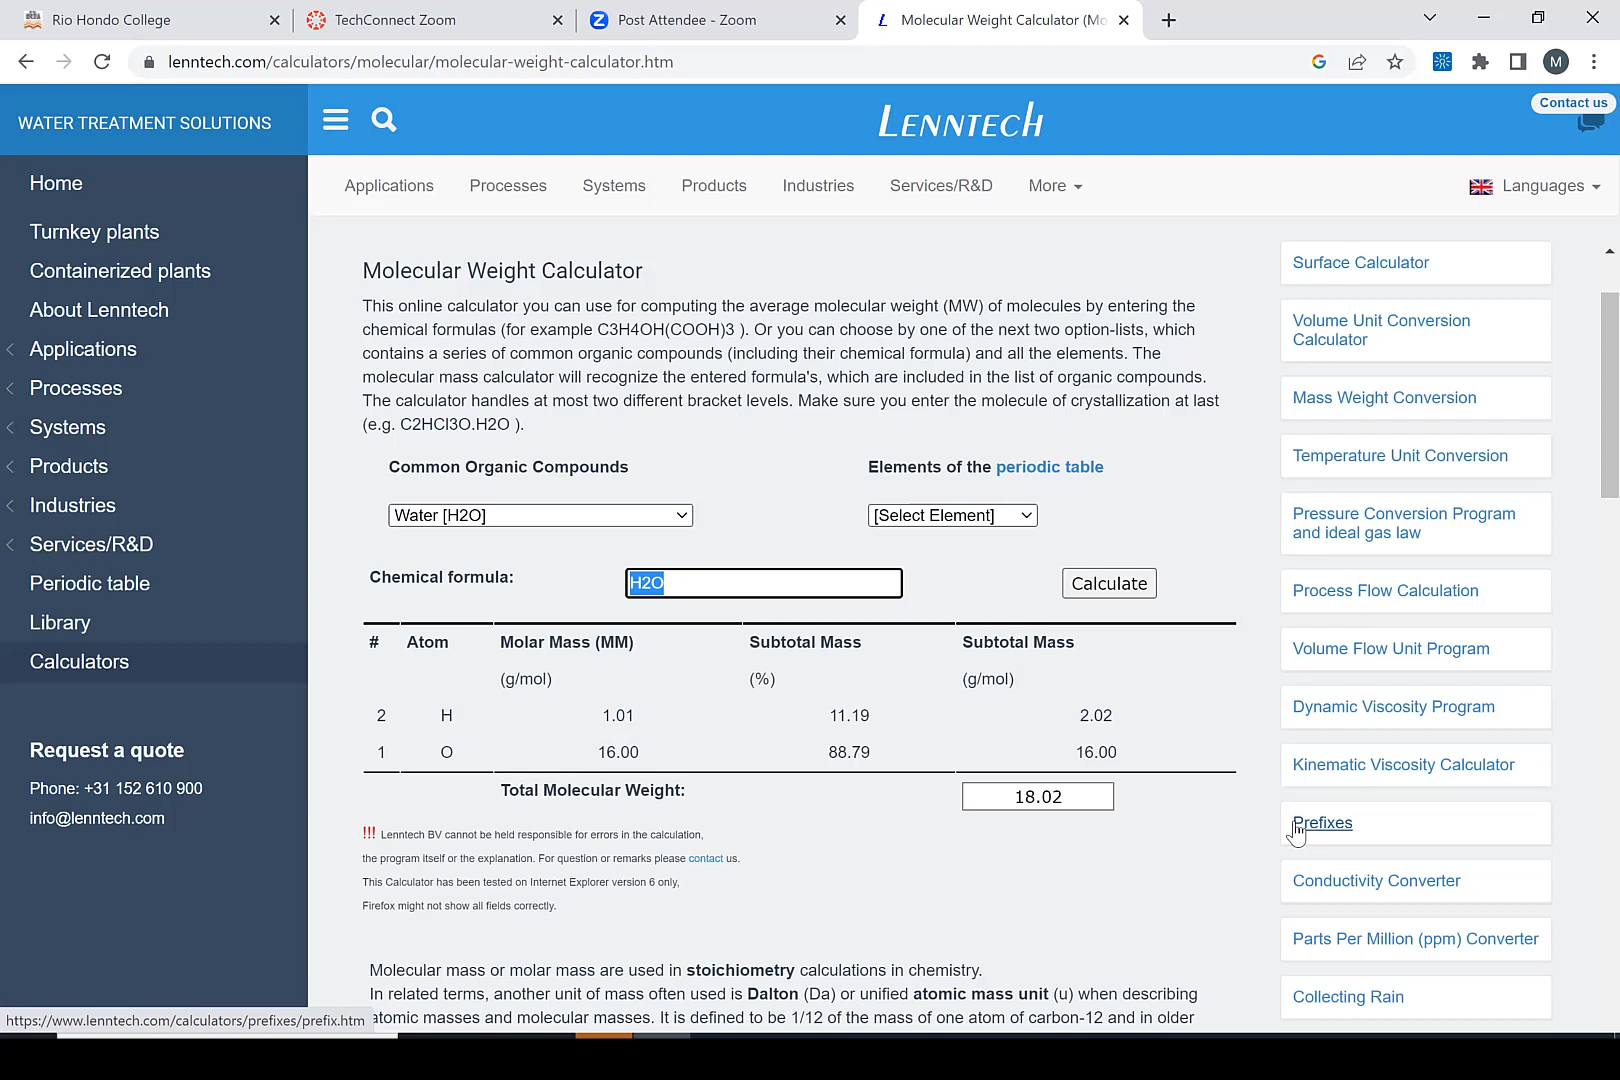 Rio Hondo College
TechConnect Zoom
Post Attendee - Zoom
Molecular Weight Calculator (Mo
lenntech.com/calculators/molecular/molecular-weight-calculator.htm
M
WATER TREATMENT SOLUTIONS
LENNTECH
Contact us
Home
Turnkey plants
Containerized plants
About Lenntech
Applications
Processes
Systems
Products
Industries
Services/R&D
Periodic table
Library
Calculators
Request a quote
Phone: +31 152 610 900
info@lenntech.com
Applications Processes Systems Products Industries Services/R&D More Languages
Molecular Weight Calculator
This online calculator you can use for computing the average molecular weight (MW) of molecules by entering the
chemical formulas (for example C3H4OH(COOH)3 ). Or you can choose by one of the next two option-lists, which
contains a series of common organic compounds (including their chemical formula) and all the elements. The
molecular mass calculator will recognize the entered formula's, which are included in the list of organic compounds.
The calculator handles at most two different bracket levels. Make sure you enter the molecule of crystallization at last
(e.g. C2HCl3O.H2O ).
Common Organic Compounds Elements of the periodic table
Water [H2O] [Select Element]
Chemical formula: H2O Calculate
# Atom Molar Mass (MM) Subtotal Mass Subtotal Mass
(g/mol) (%) (g/mol)
2 H 1.01 11.19 2.02
1 O 16.00 88.79 16.00
Total Molecular Weight: 18.02
!!! Lenntech BV cannot be held responsible for errors in the calculation,
the program itself or the explanation. For question or remarks please contact us.
This Calculator has been tested on Internet Explorer version 6 only,
Firefox might not show all fields correctly.
Molecular mass or molar mass are used in stoichiometry calculations in chemistry.
In related terms, another unit of mass often used is Dalton (Da) or unified atomic mass unit (u) when describing
atomic masses and molecular masses. It is defined to be 1/12 of the mass of one atom of carbon-12 and in older
Surface Calculator
Volume Unit Conversion
Calculator
Mass Weight Conversion
Temperature Unit Conversion
Pressure Conversion Program
and ideal gas law
Process Flow Calculation
Volume Flow Unit Program
Dynamic Viscosity Program
Kinematic Viscosity Calculator
Prefixes
Conductivity Converter
Parts Per Million (ppm) Converter
Collecting Rain
https://www.lenntech.com/calculators/prefixes/prefix.htm